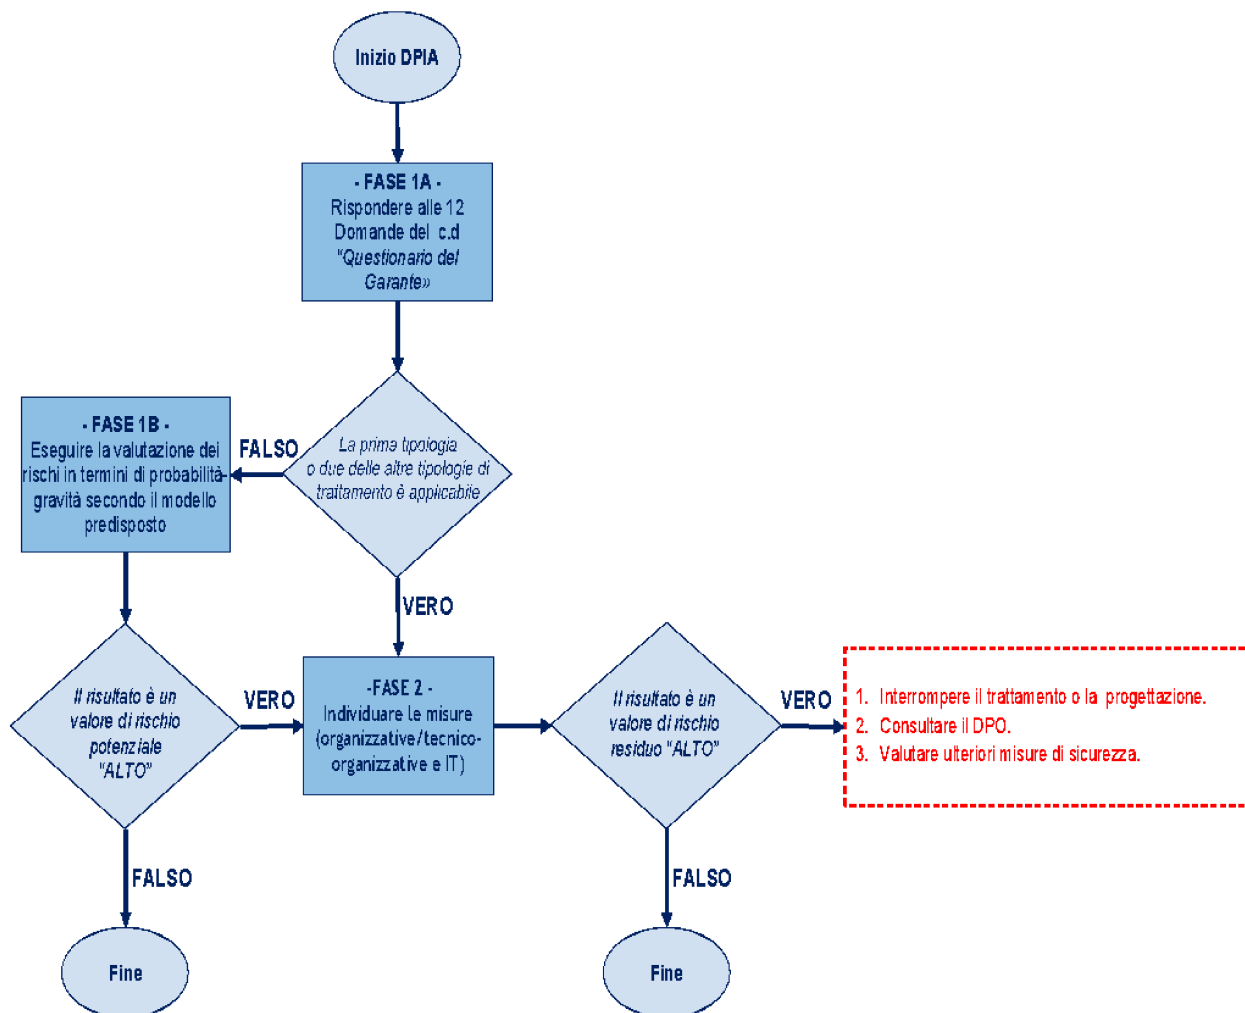 Inizio DPIA
- FASE 1A -
Rispondere alle 12
Domande del c.d
"Questionario del
Garante»
La prima tipologia
o due delle altre tipologie di
trattamento è applicabile
FALSO
- FASE 1B -
Eseguire la valutazione dei
rischi in termini di probabilità-
gravità secondo il modello
predisposto
VERO
Il risultato è un
valore di rischio
potenziale
"ALTO"
VERO
-FASE 2 -
Individuare le misure
(organizzative/tecnico-
organizzative e IT)
Il risultato è un
valore di rischio
residuo "ALTO"
VERO
1. Interrompere il trattamento o la progettazione.
2. Consultare il DPO.
3. Valutare ulteriori misure di sicurezza.
FALSO
FALSO
Fine
Fine